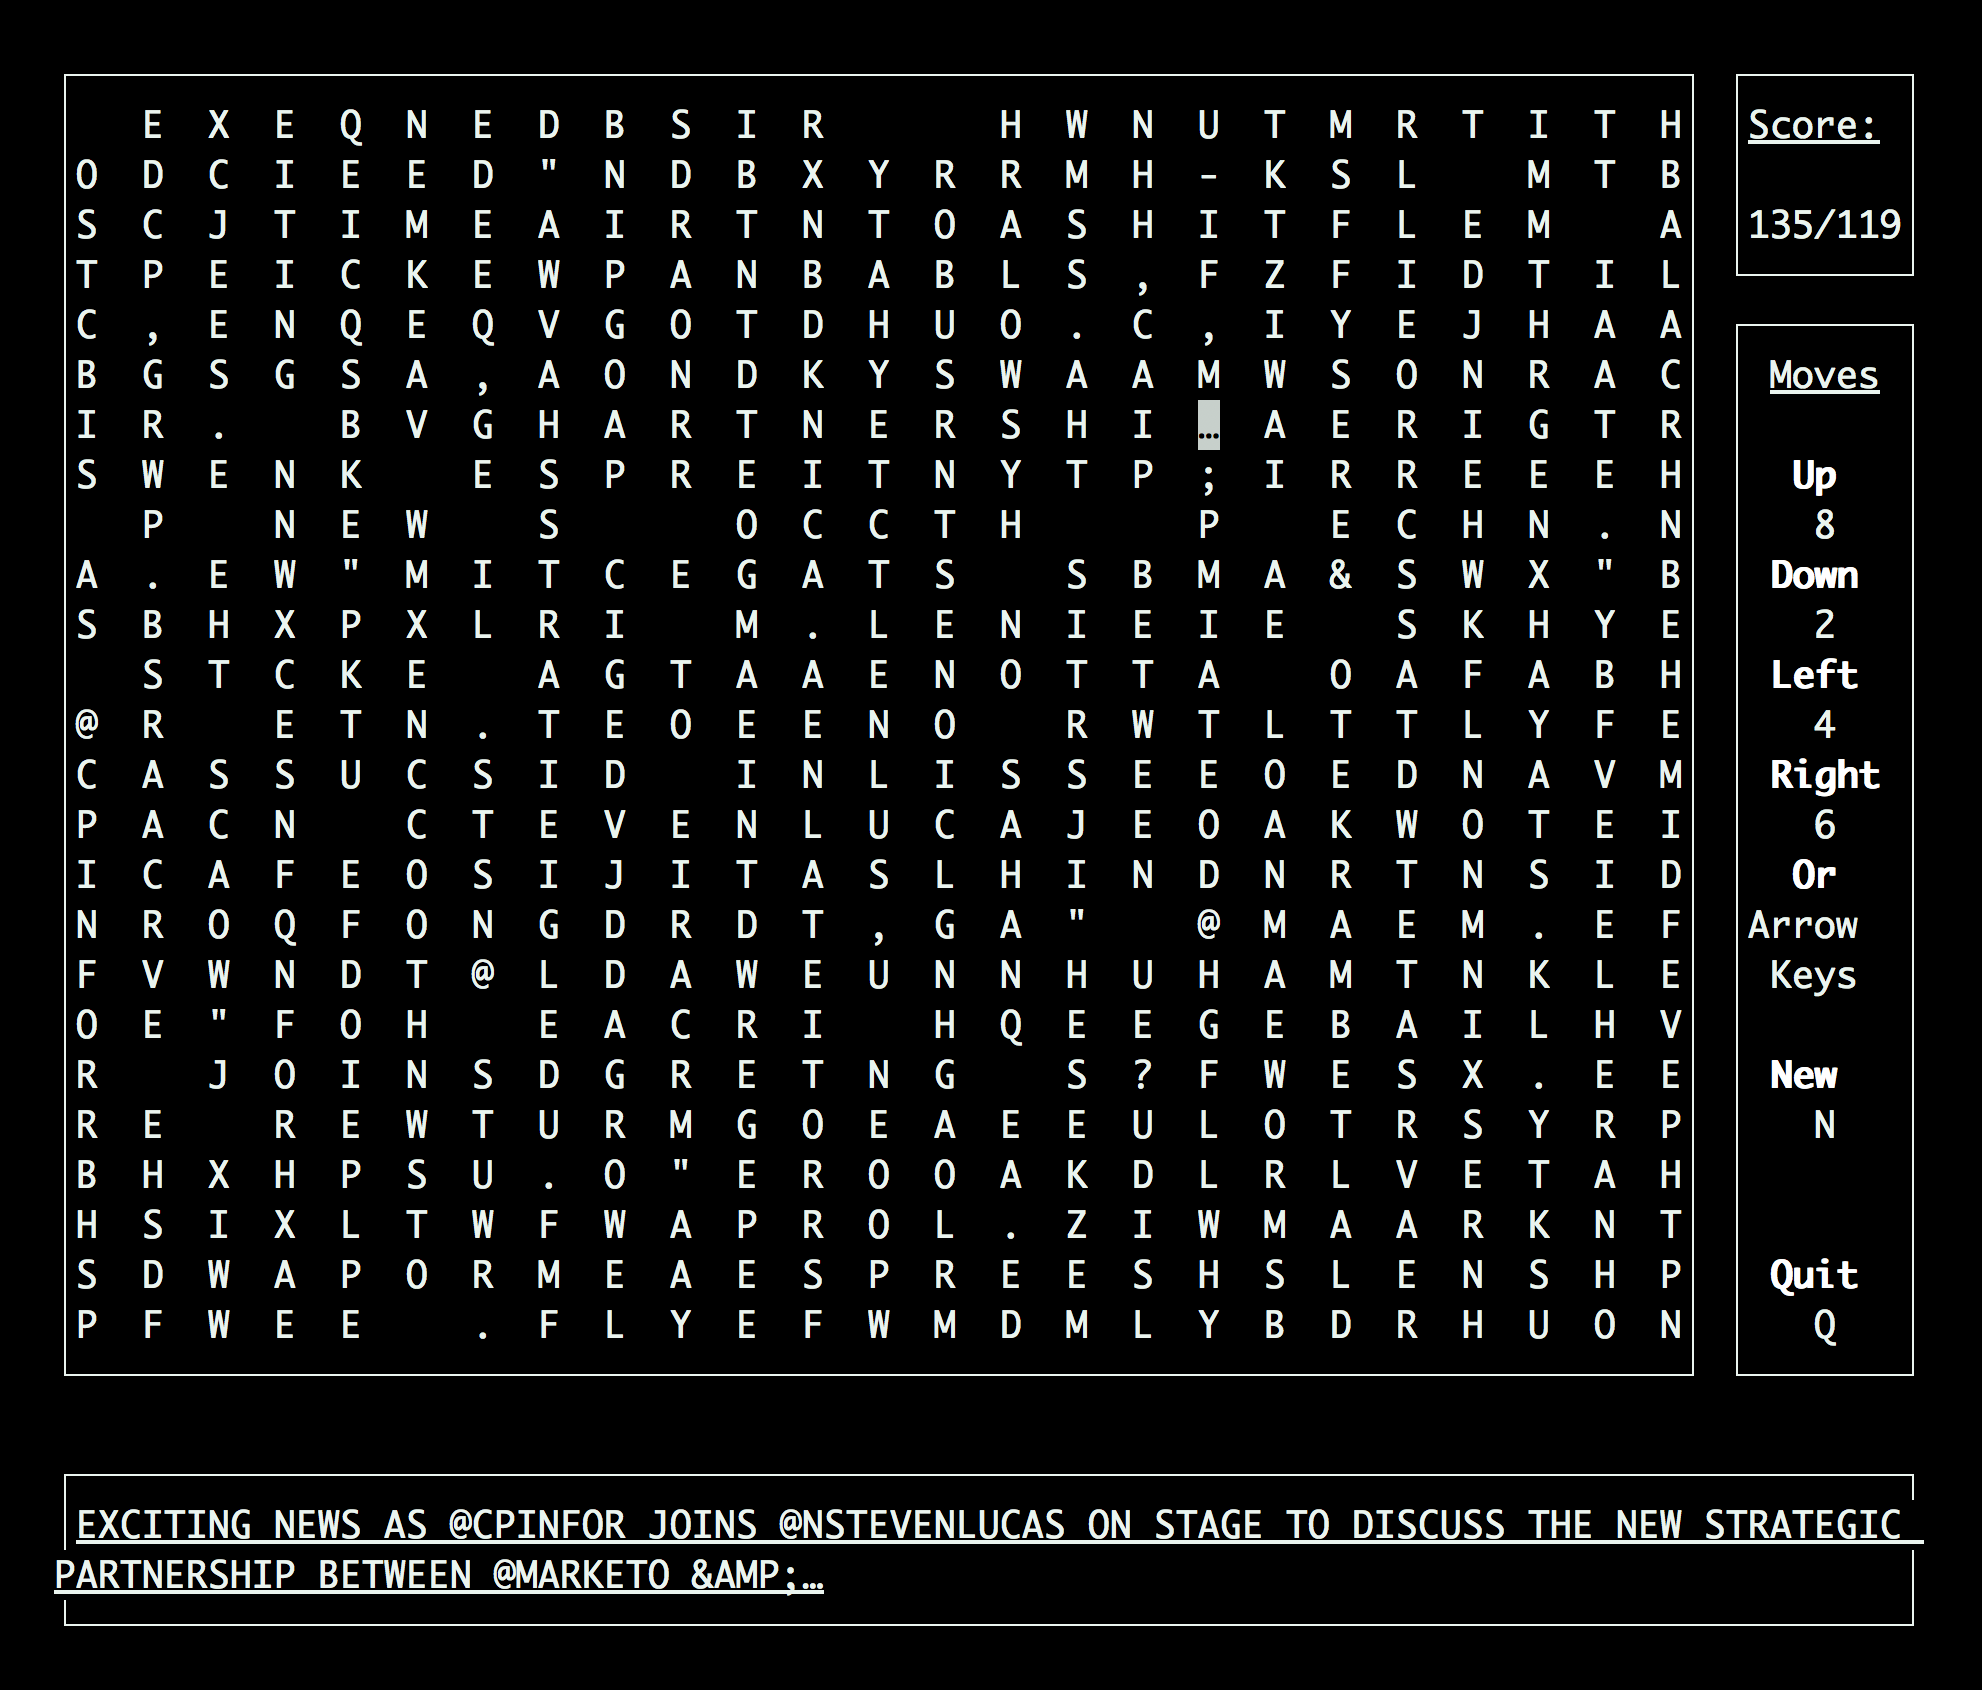 E X E Q N E D B S I R   H W N U T M R T I T H
O D C I E E D " N D B X Y R R M H - K S L   M T B
S C J T I M E A I R T N T O A S H I T F L E M   A
T P E I C K E W P A N B A B L S , F Z F I D T I L
C , E N Q E Q V G O T D H U O . C , I Y E J H A A
B G S G S A , A O N D K Y S W A A M W S O N R A C
I R .   B V G H A R T N E R S H I … A E R I G T R
S W E N K   E S P R E I T N Y T P ; I R R E E E H
P   N E W   S     O C C T H     P   E C H N . N
A . E W " M I T C E G A T S   S B M A & S W X " B
S B H X P X L R I   M . L E N I E I E   S K H Y E
S T C K E   A G T A A E N O T T A   O A F A B H
@ R   E T N . T E O E E N O   R W T L T T L Y F E
C A S S U C S I D   I N L I S S E E O E D N A V M
P A C N   C T E V E N L U C A J E O A K W O T E I
I C A F E O S I J I T A S L H I N D N R T N S I D
N R O Q F O N G D R D T , G A "   @ M A E M . E F
F V W N D T @ L D A W E U N N H U H A M T N K L E
O E " F O H   E A C R I   H Q E E G E B A I L H V
R   J O I N S D G R E T N G   S ? F W E S X . E E
R E   R E W T U R M G O E A E E U L O T R S Y R P
B H X H P S U . O " E R O O A K D L R L V E T A H
H S I X L T W F W A P R O L . Z I W M A A R K N T
S D W A P O R M E A E S P R E E S H S L E N S H P
P F W E E   . F L Y E F W M D M L Y B D R H U O N
Score:
135/119
Moves
Up
8
Down
2
Left
4
Right
6
Or
Arrow
Keys
New
N
Quit
Q
EXCITING NEWS AS @CPINFOR JOINS @NSTEVENLUCAS ON STAGE TO DISCUSS THE NEW STRATEGIC
PARTNERSHIP BETWEEN @MARKETO &AMP;…